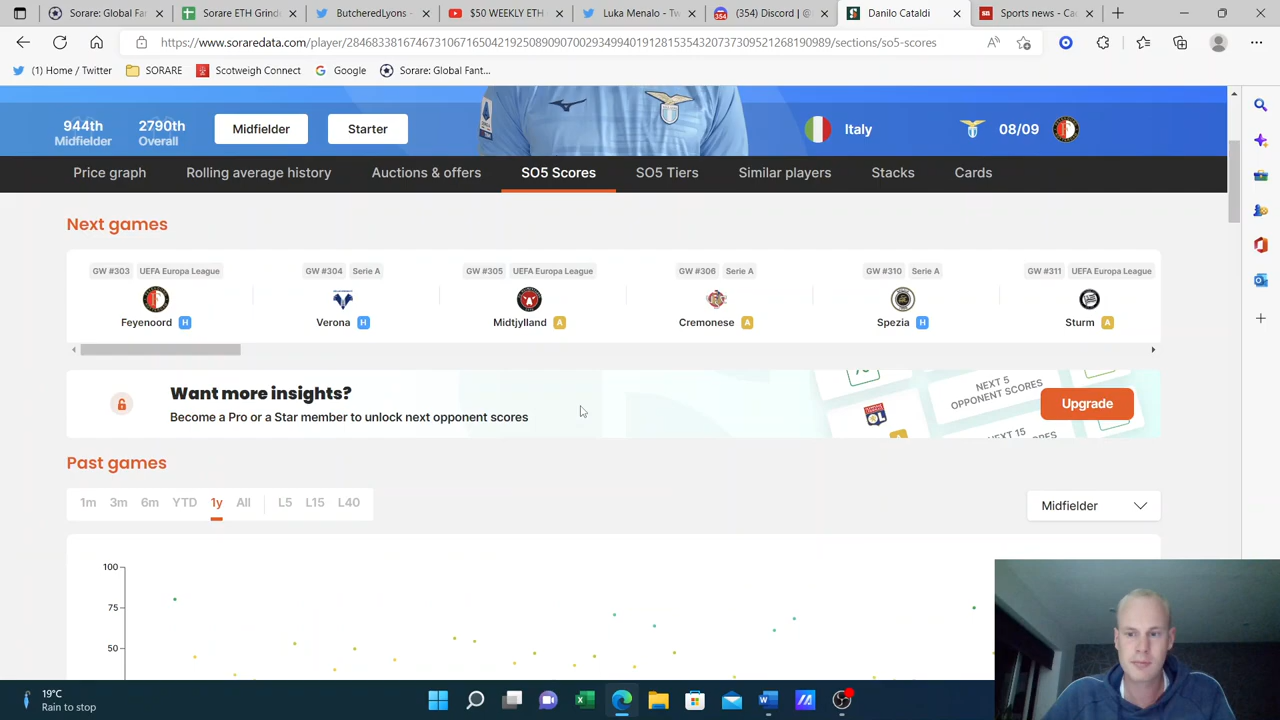 Sorare: Global Fa
Sorare ETH Grind
ButcheredLyons -
$50 WEEKLY ETH
Luka Menalo - Tw
(354) Discord | @
Danilo Cataldi
Sports news - Ca
https://www.soraredata.com/player/28468338167467310671650421925089090700293499401912813535432073730952126819098​9/sections/so5-scores
(1) Home / Twitter
SORARE
Scotweigh Connect
Google
Sorare: Global Fant...
944th
Midfielder
2790th
Overall
Midfielder
Starter
Italy
08/09
Price graph
Rolling average history
Auctions & offers
SO5 Scores
SO5 Tiers
Similar players
Stacks
Cards
Next games
GW #303 UEFA Europa League
Feyenoord H
GW #304 Serie A
Verona H
GW #305 UEFA Europa League
Midtjylland A
GW #306 Serie A
Cremonese A
GW #310 Serie A
Spezia H
GW #311 UEFA Europa League
Sturm A
Want more insights?
Become a Pro or a Star member to unlock next opponent scores
NEXT 5
OPPONENT SCORES
Upgrade
Past games
1m 3m 6m YTD 1y All L5 L15 L40
Midfielder
100
75
50
19°C
Rain to stop